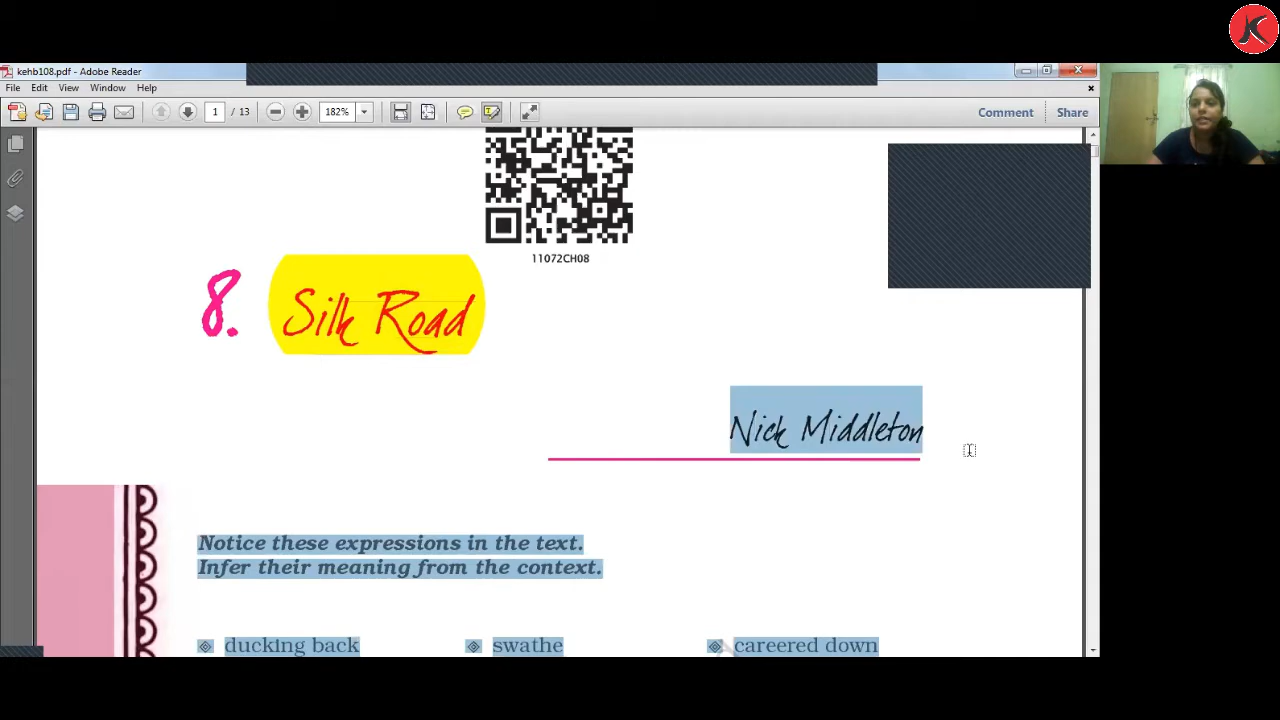 K
kehb108.pdf - Adobe Reader
File Edit View Window Help
1 / 13 182% Comment Share
11072CH08
8. Silk Road
Nick Middleton
Notice these expressions in the text.
Infer their meaning from the context.
ducking back swathe careered down